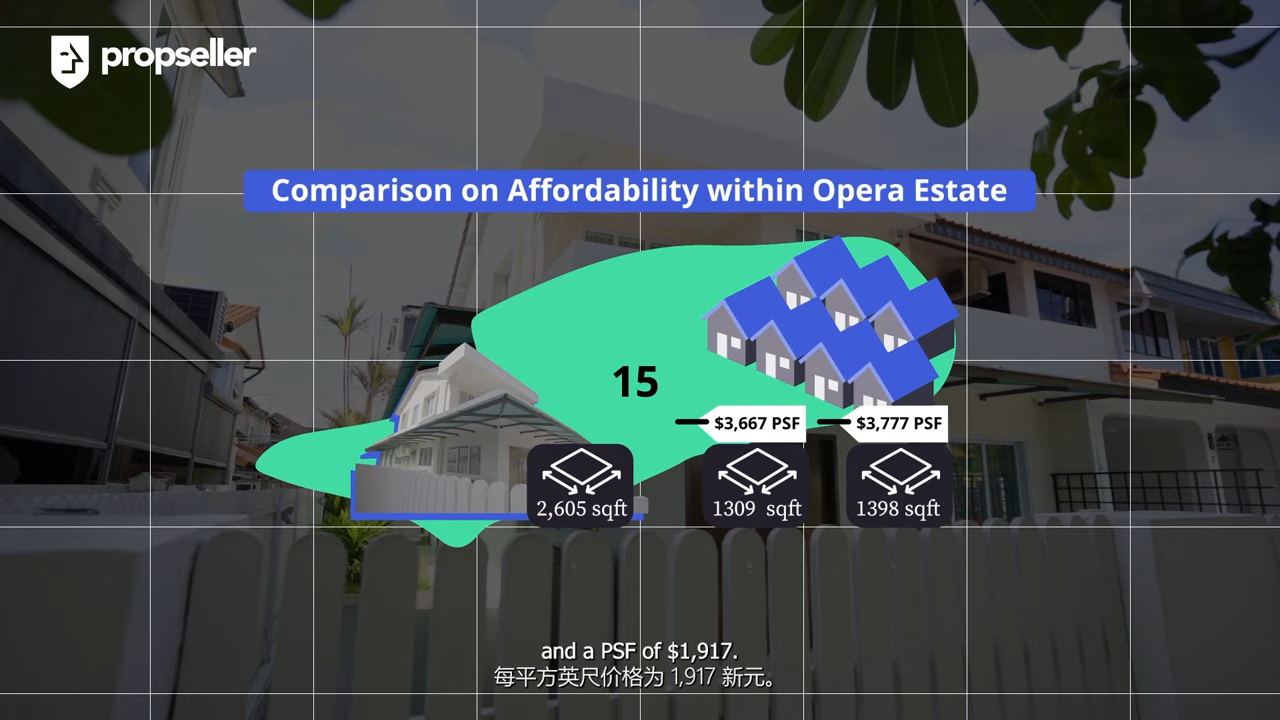 propseller
Comparison on Affordability within Opera Estate
15
$3,667 PSF
$3,777 PSF
2,605 sqft
1309 sqft
1398 sqft
and a PSF of $1,917.
每平方英尺价格为 1,917 新元。